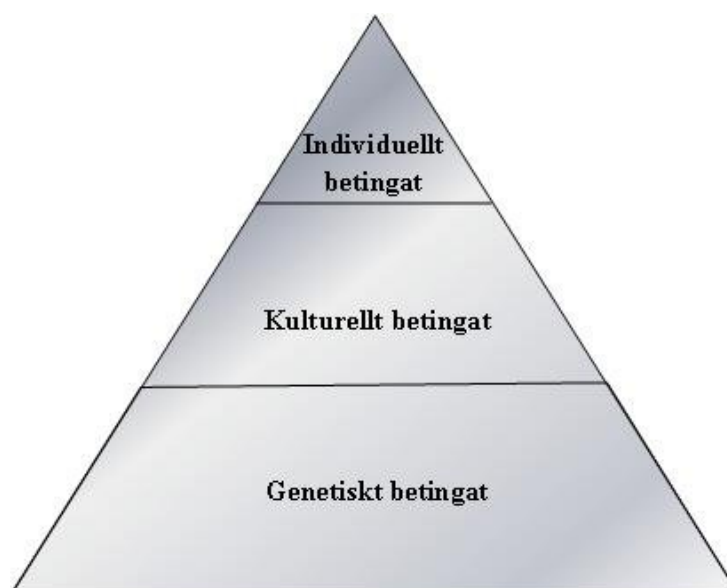 Individuellt
betingat
Kulturellt betingat
Genetiskt betingat